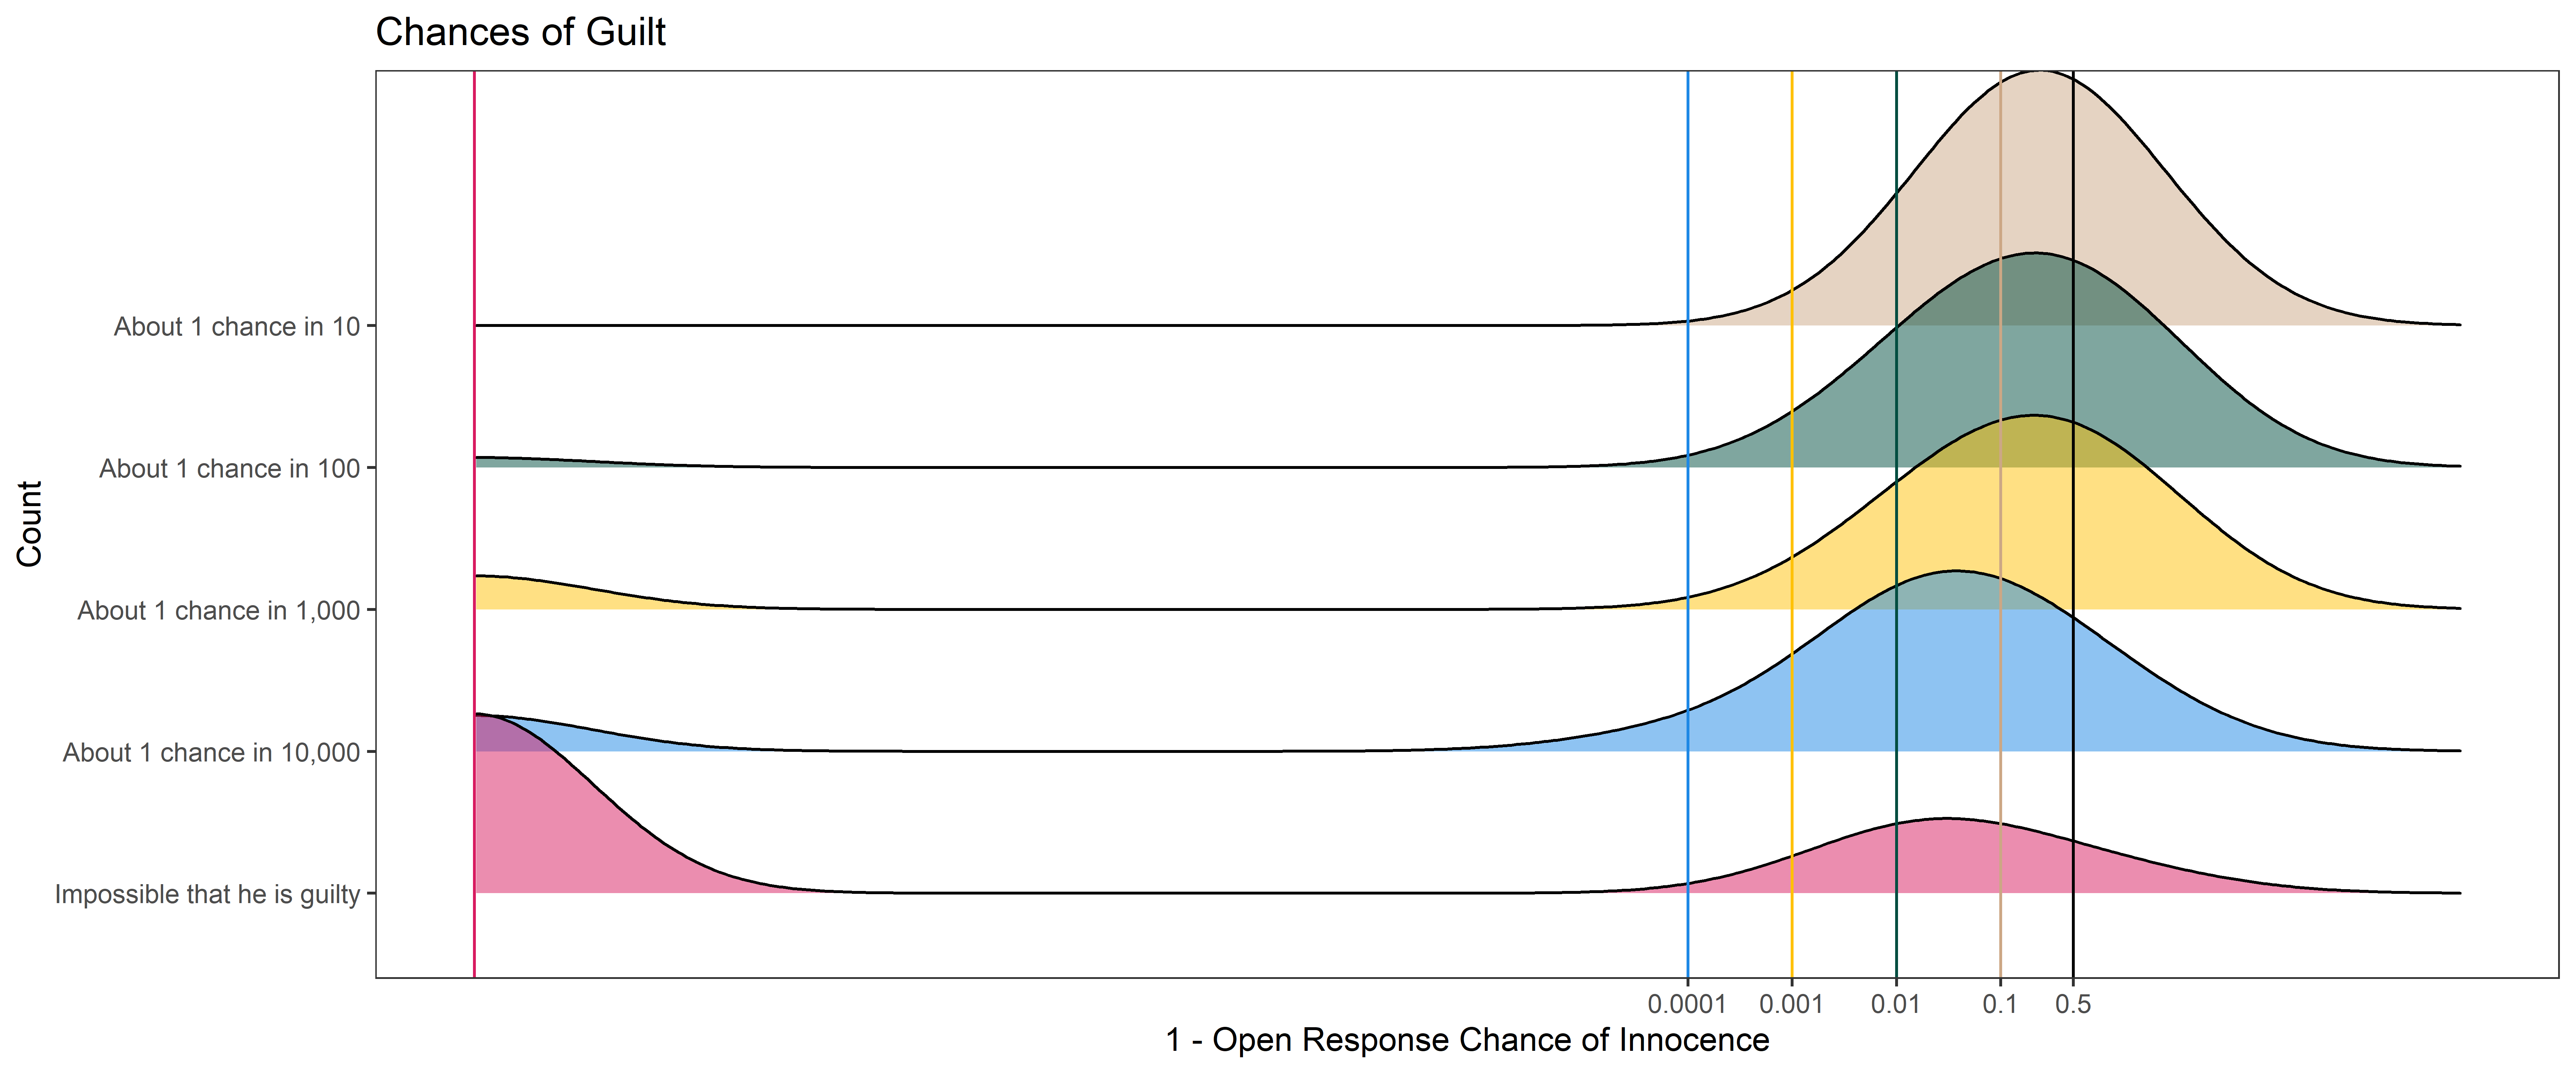 Chances of Guilt
Count
About 1 chance in 10
About 1 chance in 100
About 1 chance in 1,000
About 1 chance in 10,000
Impossible that he is guilty
0.0001 0.001 0.01 0.1 0.5
1 - Open Response Chance of Innocence